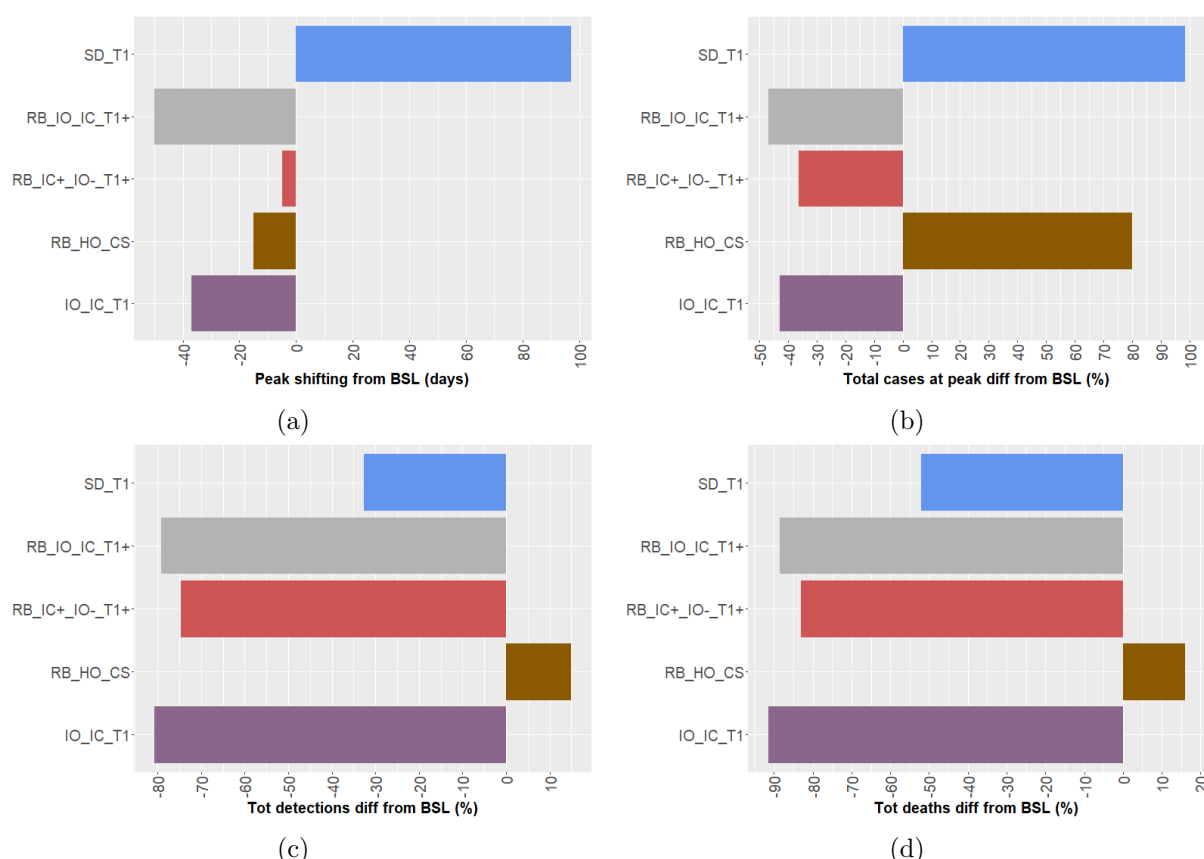 SD_T1
RB_IO_IC_T1+
RB_IC+_IO-_T1+
RB_HO_CS
IO_IC_T1
-40
-20
0
20
40
60
80
100
Peak shifting from BSL (days)
(a)
SD_T1
RB_IO_IC_T1+
RB_IC+_IO-_T1+
RB_HO_CS
IO_IC_T1
-50
-40
-30
-20
-10
0
10
20
30
40
50
60
70
80
90
100
Total cases at peak diff from BSL (%)
(b)
SD_T1
RB_IO_IC_T1+
RB_IC+_IO-_T1+
RB_HO_CS
IO_IC_T1
-80
-70
-60
-50
-40
-30
-20
-10
0
10
Tot detections diff from BSL (%)
(c)
SD_T1
RB_IO_IC_T1+
RB_IC+_IO-_T1+
RB_HO_CS
IO_IC_T1
-90
-80
-70
-60
-50
-40
-30
-20
-10
0
10
20
Tot deaths diff from BSL (%)
(d)